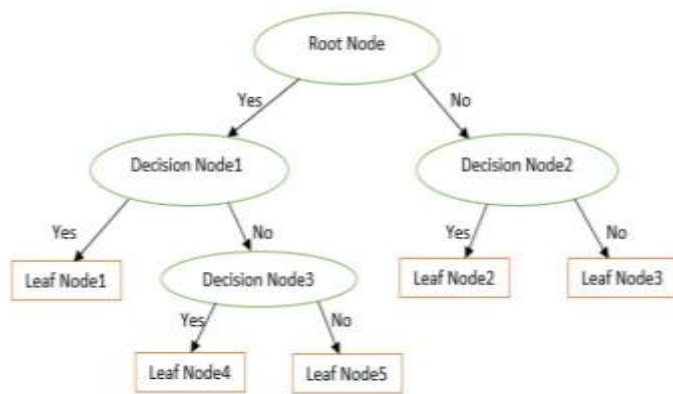 Root Node
Yes
No
Decision Node1
Decision Node2
Yes
No
Yes
No
Leaf Node1
Decision Node3
Leaf Node2
Leaf Node3
Yes
No
Leaf Node4
Leaf Node5